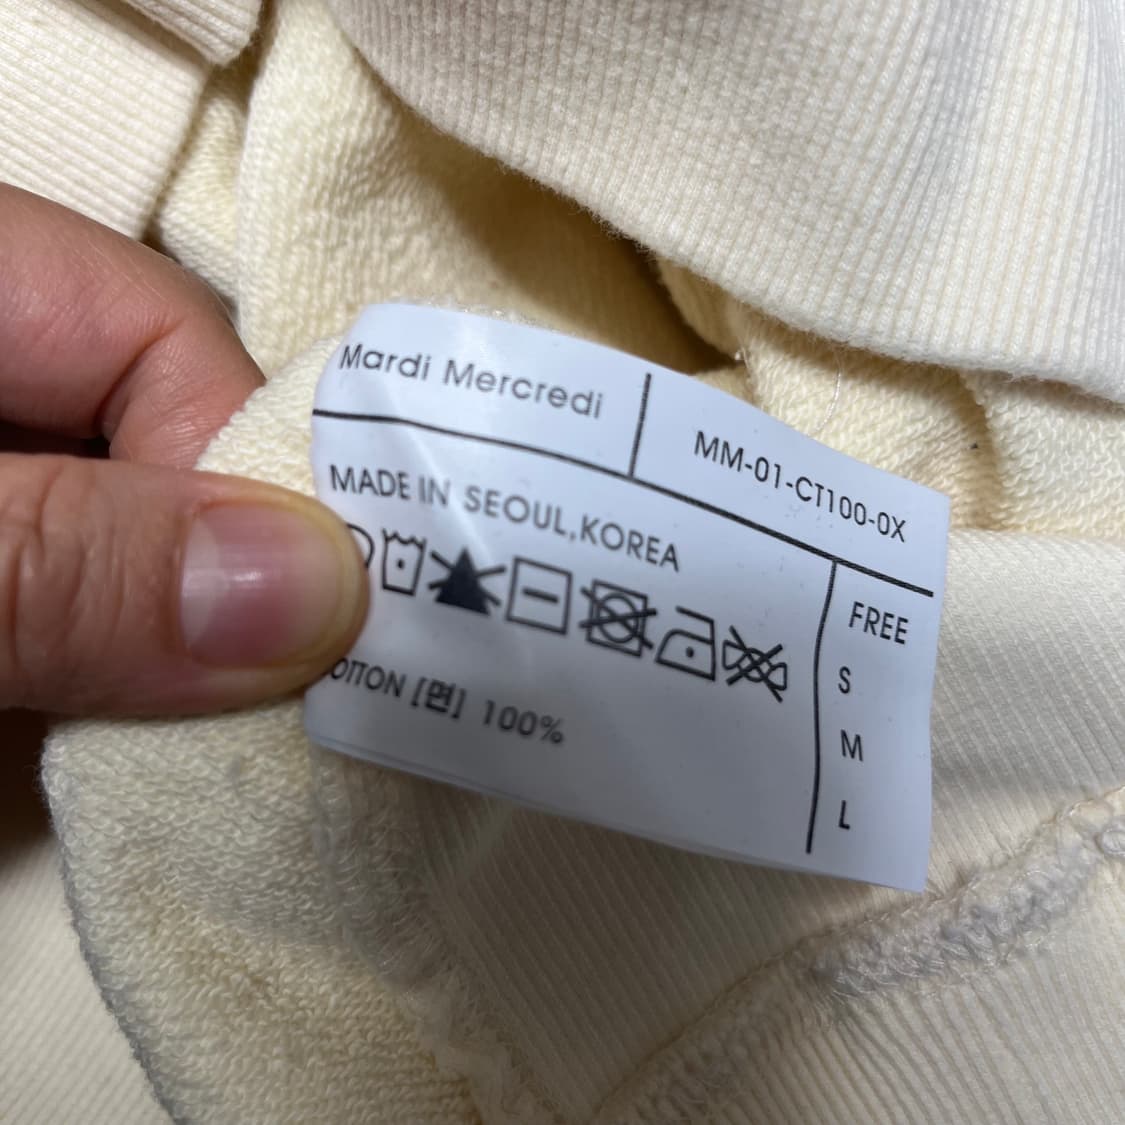 Mardi Mercredi
MM-01-CT100-0X
MADE IN SEOUL,KOREA
OTTON [면] 100%
FREE
S
M
L